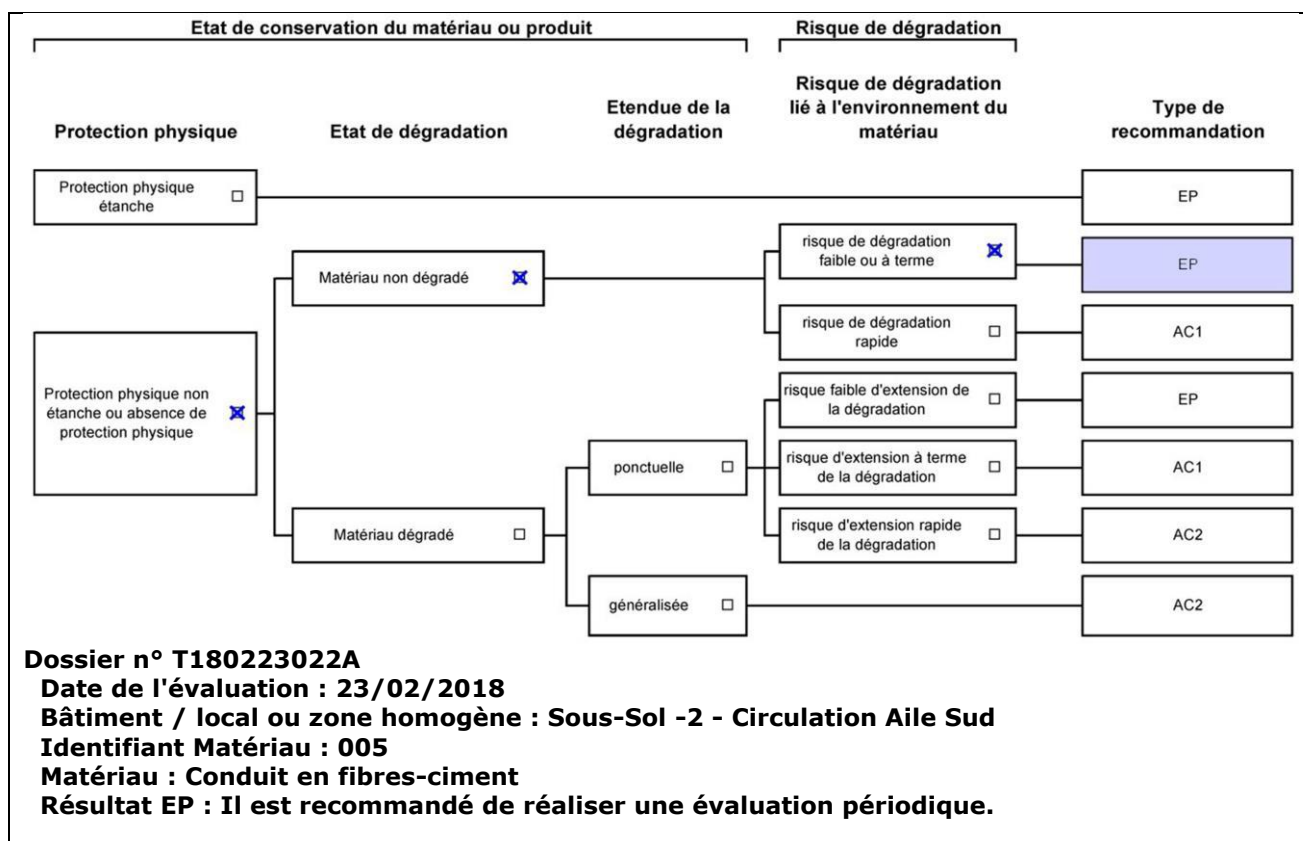 Etat de conservation du matériau ou produit
Risque de dégradation
Protection physique
Etat de dégradation
Etendue de la
dégradation
Risque de dégradation
lié à l'environnement du
matériau
Type de
recommandation
Protection physique
étanche
EP
Protection physique non
étanche ou absence de
protection physique
Matériau non dégradé
risque de dégradation
faible ou à terme
EP
risque de dégradation
rapide
AC1
Matériau dégradé
ponctuelle
risque faible d'extension de
la dégradation
EP
risque d'extension à terme
de la dégradation
AC1
risque d'extension rapide
de la dégradation
AC2
généralisée
AC2
Dossier n° T180223022A
Date de l'évaluation : 23/02/2018
Bâtiment / local ou zone homogène : Sous-Sol -2 - Circulation Aile Sud
Identifiant Matériau : 005
Matériau : Conduit en fibres-ciment
Résultat EP : Il est recommandé de réaliser une évaluation périodique.